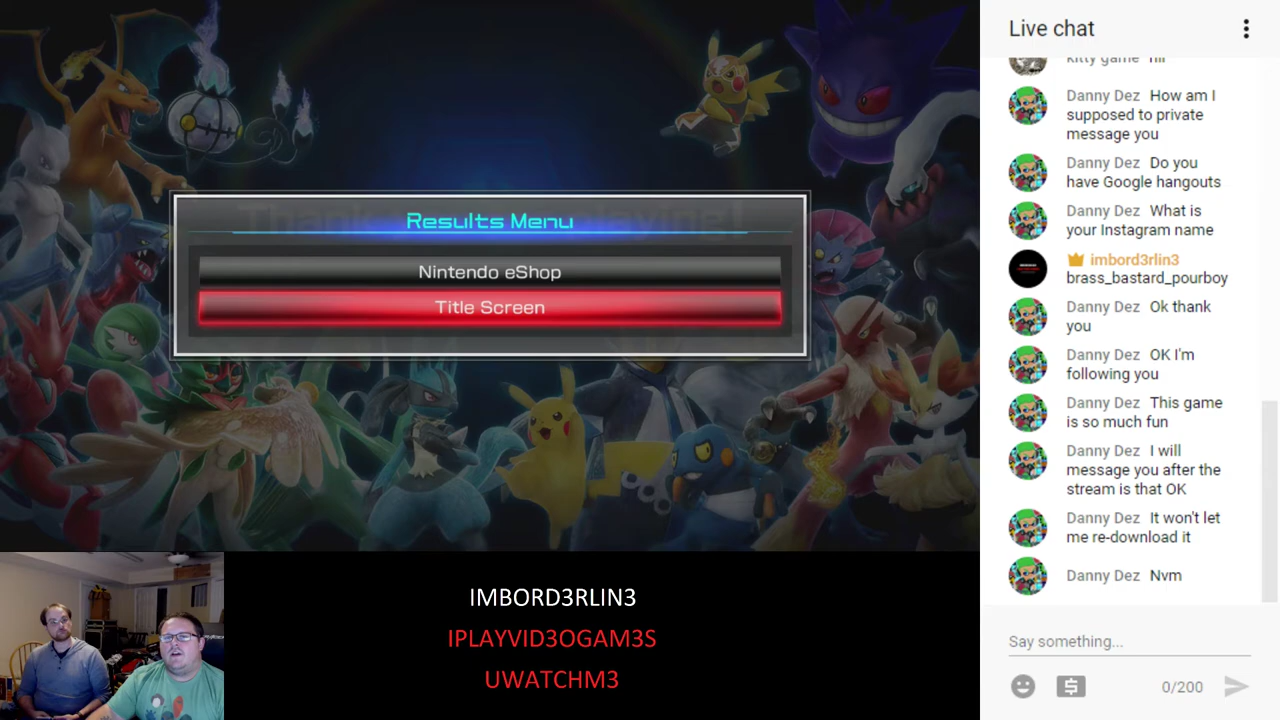 Live chat
kitty game hi
Danny Dez How am I
supposed to private
message you
Danny Dez Do you
have Google hangouts
Danny Dez What is
your Instagram name
imbord3rlin3
brass_bastard_pourboy
Danny Dez Ok thank
you
Danny Dez OK I'm
following you
Danny Dez This game
is so much fun
Danny Dez I will
message you after the
stream is that OK
Danny Dez It won't let
me re-download it
Danny Dez Nvm
Say something...
0/200
Results Menu
Nintendo eShop
Title Screen
IMBORD3RLIN3
IPLAYVID3OGAM3S
UWATCHM3